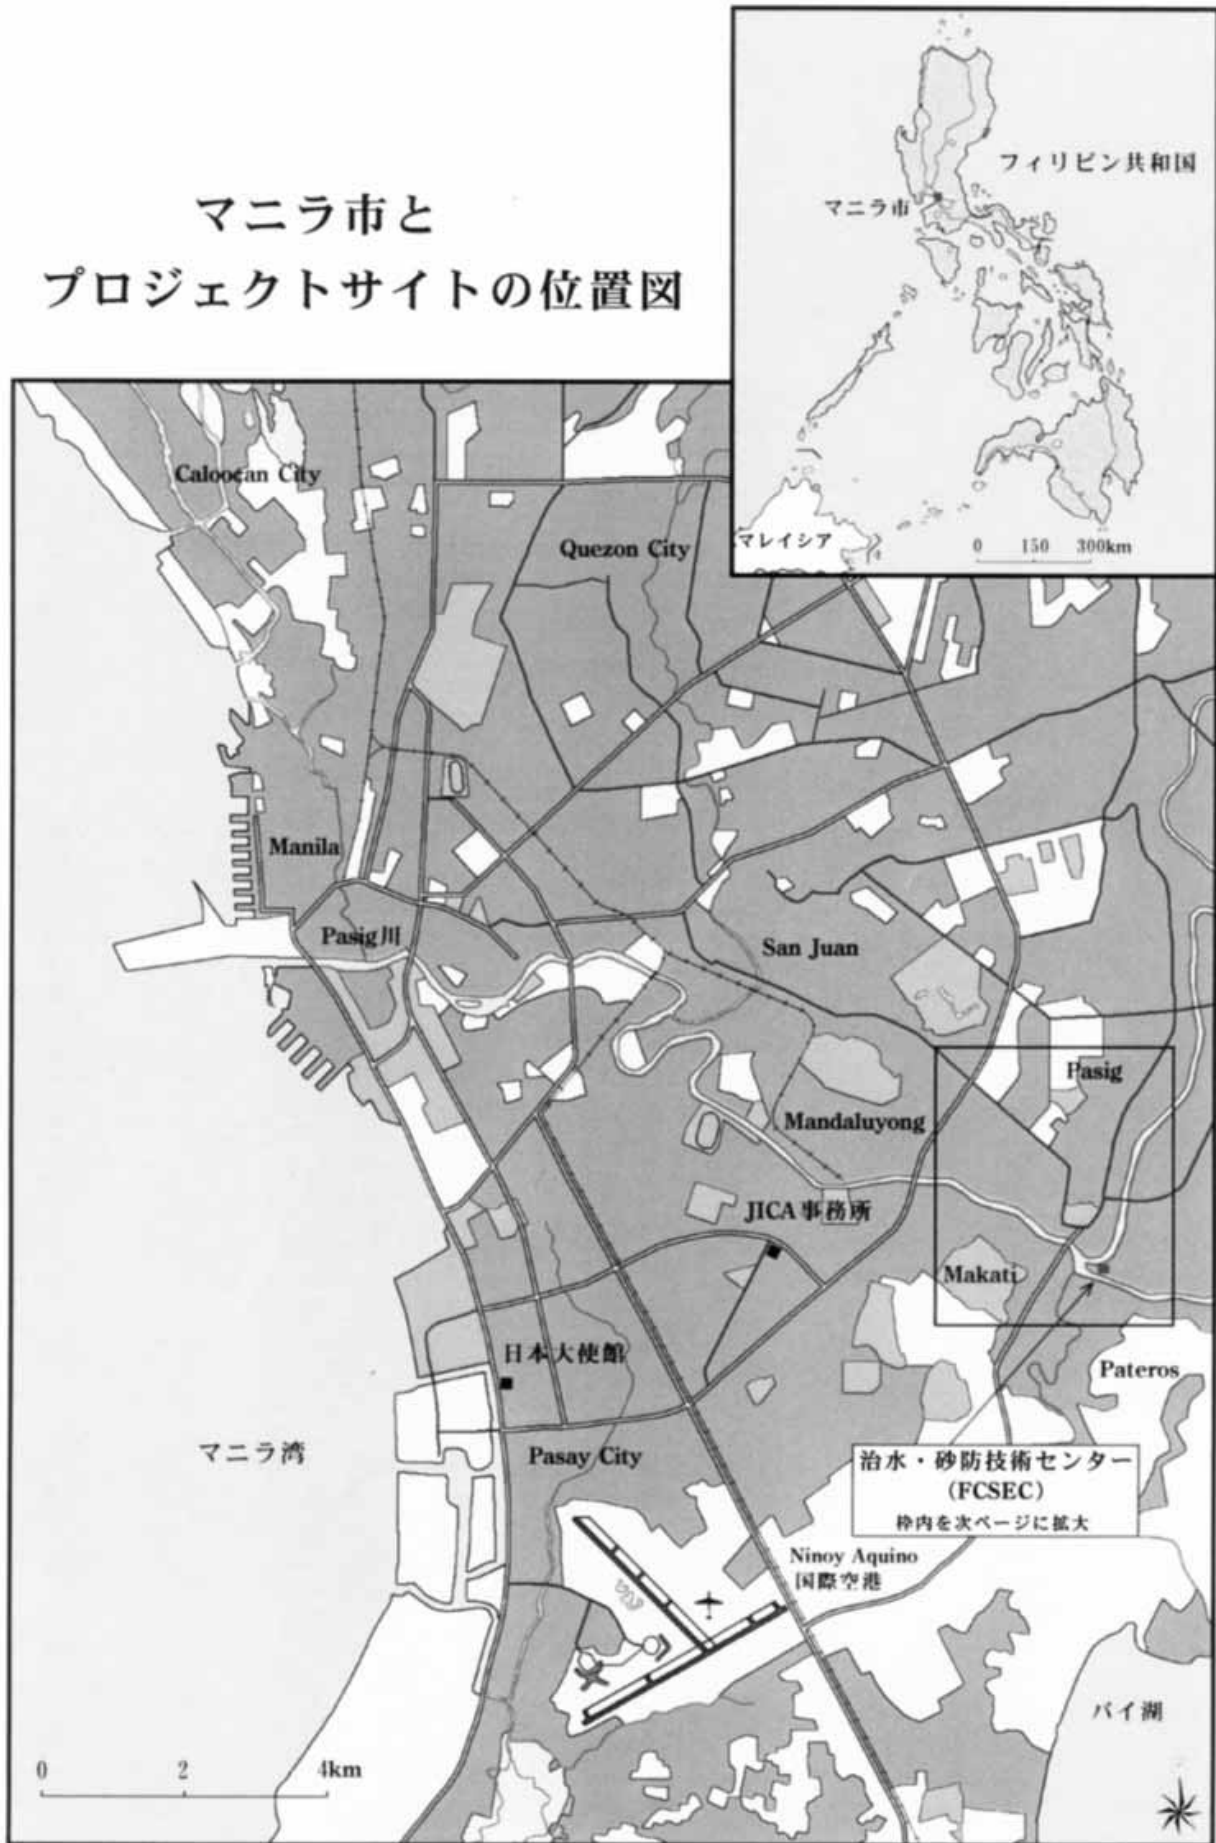 マニラ市と
プロジェクトサイトの位置図
フィリピン共和国
マニラ市
マレイシア
0 150 300km
Caloocan City
Quezon City
Manila
Pasig川
San Juan
Pasig
Mandaluyong
JICA事務所
Makati
日本大使館
Pateros
マニラ湾
Pasay City
治水・砂防技術センター
(FCSEC)
枠内を次ページに拡大
Ninoy Aquino
国際空港
バイ湖
0 2 4km